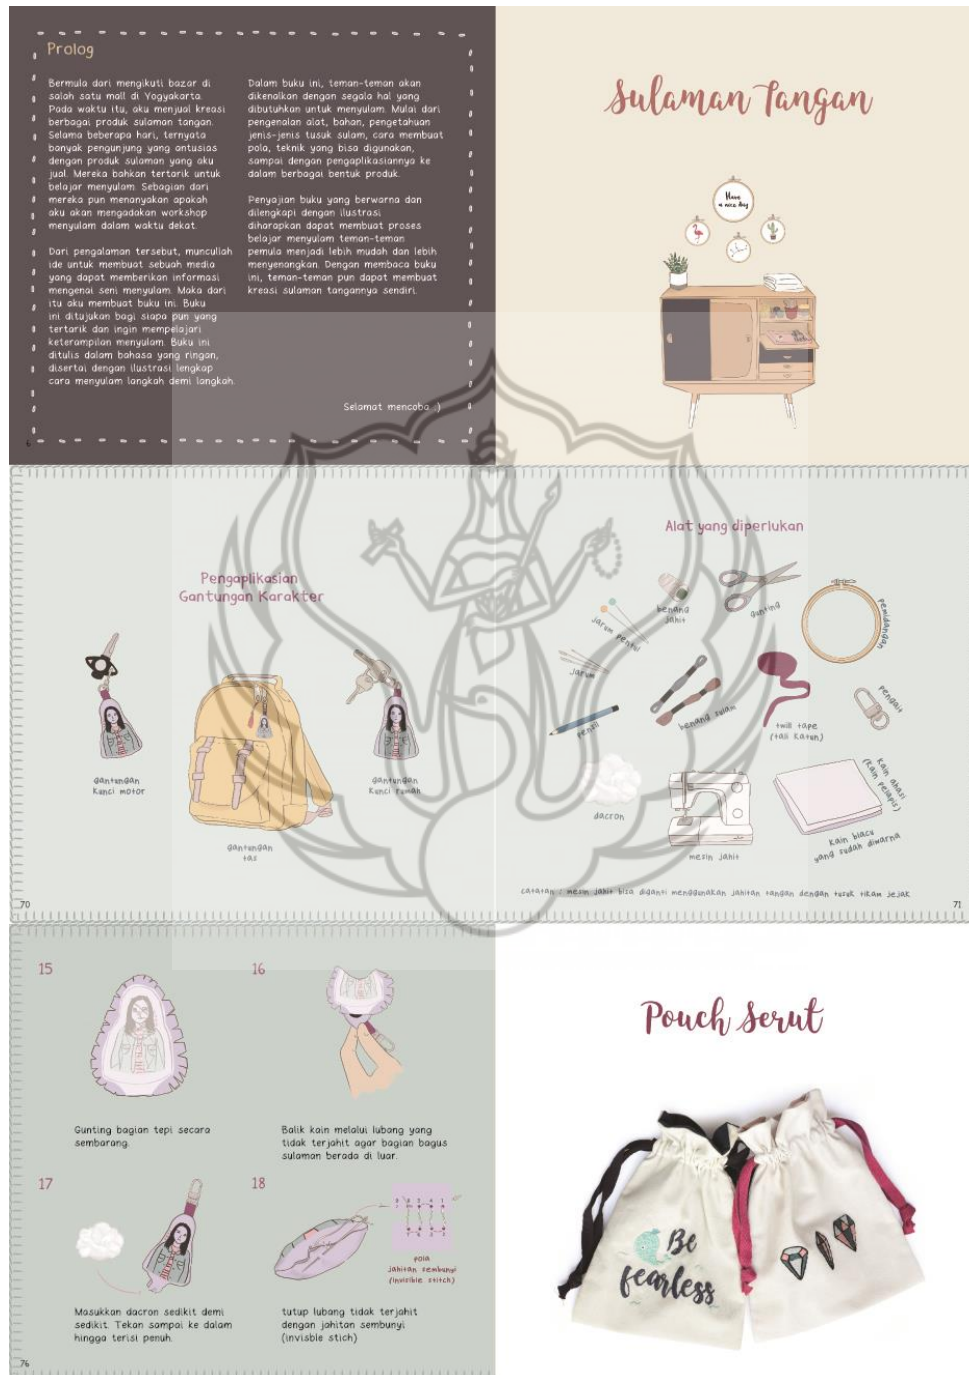 Prolog
Bermula dari mengikuti bazar di
salah satu mall di Yogyakarta.
Pada waktu itu, aku menjual kreasi
berbagai produk sulaman tangan.
Selama beberapa hari, ternyata
banyak pengunjung yang antusias
dengan produk sulaman yang aku
jual. Mereka bahkan tertarik untuk
belajar menyulam. Sebagian dari
mereka pun menanyakan apakah
aku akan mengadakan workshop
menyulam dalam waktu dekat.
Dari pengalaman tersebut, muncullah
ide untuk membuat sebuah media
yang dapat memberikan informasi
mengenai seni menyulam. Maka dari
itu aku membuat buku ini. Buku
ini ditujukan bagi siapa pun yang
tertarik dan ingin mempelajari
keterampilan menyulam. Buku ini
ditulis dalam bahasa yang ringan,
disertai dengan ilustrasi lengkap
cara menyulam langkah demi langkah.
Dalam buku ini, teman-teman akan
dikenalkan dengan segala hal yang
dibutuhkan untuk menyulam. Mulai dari
pengenalan alat, bahan, pengetahuan
jenis-jenis tusuk sulam, cara membuat
pola, teknik yang bisa digunakan,
sampai dengan pengaplikasiannya ke
dalam berbagai bentuk produk.
Penyajian buku yang berwarna dan
dilengkapi dengan ilustrasi
diharapkan dapat membuat proses
belajar menyulam teman-teman
pemula menjadi lebih mudah dan lebih
menyenangkan. Dengan membaca buku
ini, teman-teman pun dapat membuat
kreasi sulaman tangannya sendiri.
Selamat mencoba :)
6
Sulaman Tangan
Have
a nice day
Pengaplikasian
Gantungan Karakter
gantungan
kunci motor
gantungan
tas
gantungan
kunci rumah
70
Alat yang diperlukan
jarum pentul
benang
jahit
gunting
pemidangan
jarum
benang sulam
twill tape
(tali katun)
pengait
pensil
dacron
mesin jahit
kain abasi
(kain pelapis)
kain blacu
yang sudah diwarna
catatan : mesin jahit bisa diganti menggunakan jahitan tangan dengan tusuk tikam jejak
71
15
Gunting bagian tepi secara
sembarang.
16
Balik kain melalui lubang yang
tidak terjahit agar bagian bagus
sulaman berada di luar.
17
Masukkan dacron sedikit demi
sedikit. Tekan sampai ke dalam
hingga terisi penuh.
18
pola
jahitan sembunyi
(invisible stitch)
tutup lubang tidak terjahit
dengan jahitan sembunyi
(invisble stich)
76
Pouch Serut
Be
fearless